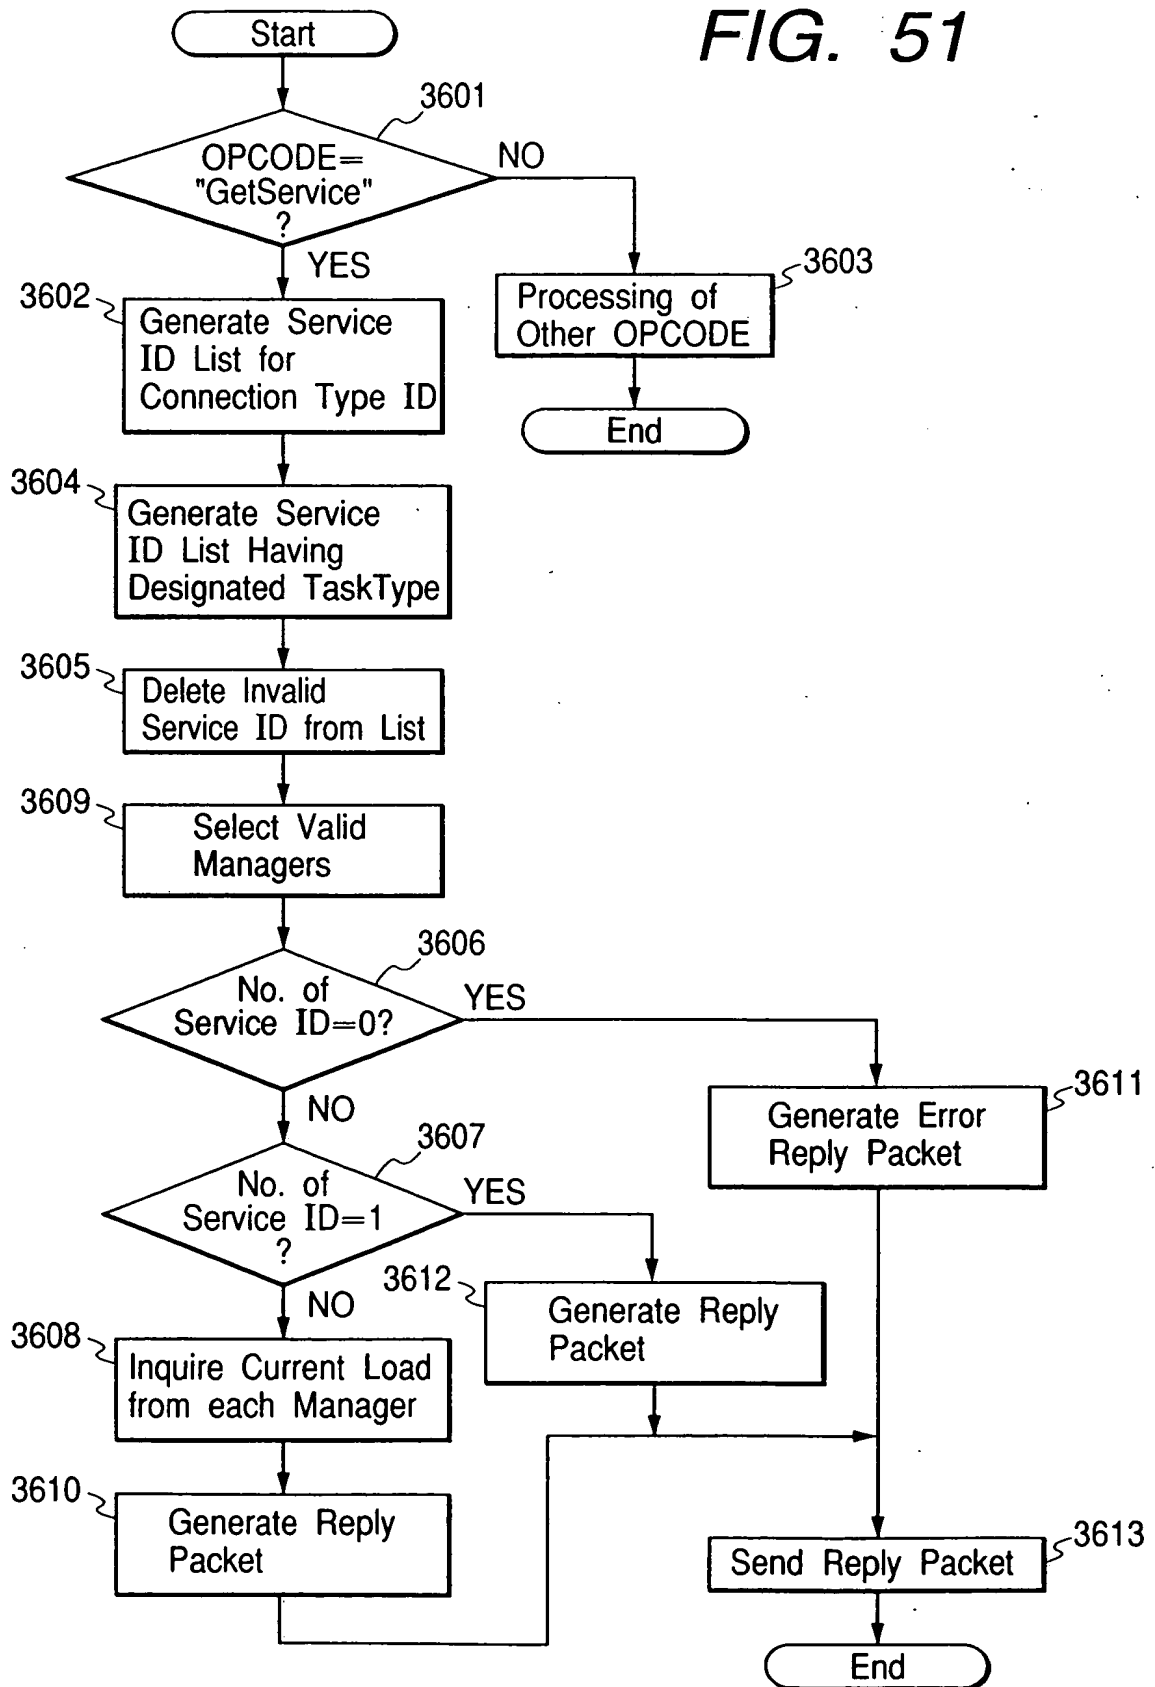 FIG. 51
Start
3601
OPCODE=
"GetService"
?
NO
YES
3602
Generate Service
ID List for
Connection Type ID
3603
Processing of
Other OPCODE
End
3604
Generate Service
ID List Having
Designated TaskType
3605
Delete Invalid
Service ID from List
3609
Select Valid
Managers
3606
No. of
Service ID=0?
YES
NO
3611
Generate Error
Reply Packet
3607
No. of
Service ID=1
?
YES
NO
3612
Generate Reply
Packet
3608
Inquire Current Load
from each Manager
3610
Generate Reply
Packet
3613
Send Reply Packet
End